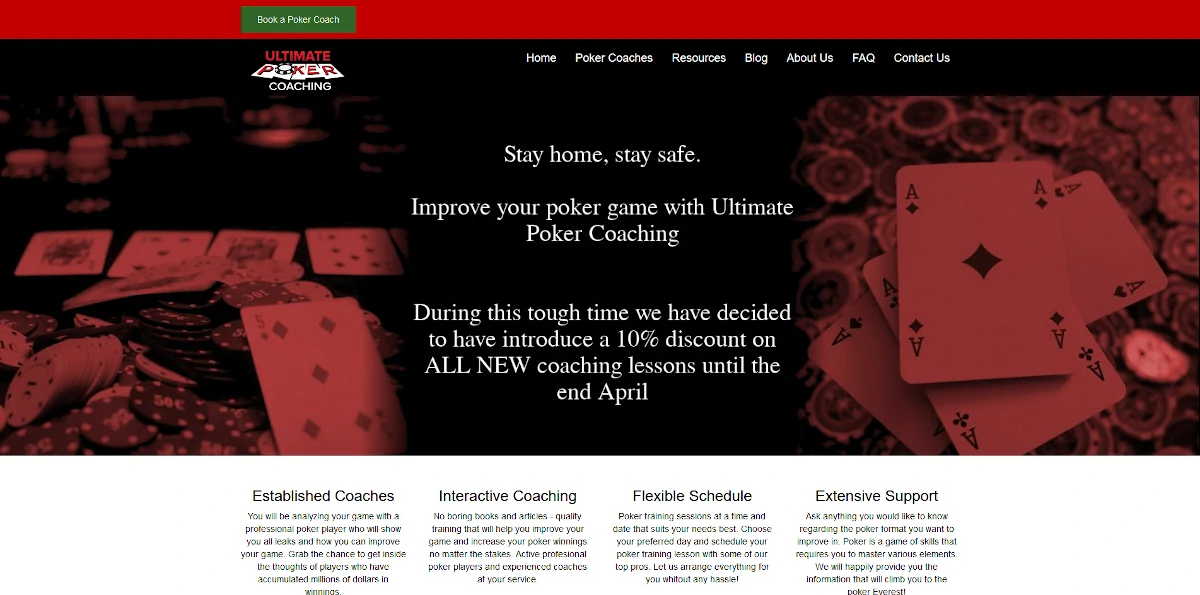 Book a Poker Coach
ULTIMATE
POKER
COACHING
Home Poker Coaches Resources Blog About Us FAQ Contact Us
Stay home, stay safe.
Improve your poker game with Ultimate
Poker Coaching
During this tough time we have decided
to have introduce a 10% discount on
ALL NEW coaching lessons until the
end April
Established Coaches
You will be analyzing your game with a
professional poker player who will show
you all leaks and how you can improve
your game. Grab the chance to get inside
the thoughts of players who have
accumulated millions of dollars in
winnings.
Interactive Coaching
No boring books and articles - quality
training that will help you improve your
game and increase your poker winnings
no matter the stakes. Active profesional
poker players and experienced coaches
at your service.
Flexible Schedule
Poker training sessions at a time and
date that suits your needs best. Choose
your preferred day and schedule your
poker training lesson with some of our
top pros. Let us arrange everything for
you whitout any hassle!
Extensive Support
Ask anything you would like to know
regarding the poker format you want to
improve in. Poker is a game of skills that
requires you to master various elements.
We will happily provide you the
information that will climb you to the
poker Everest!